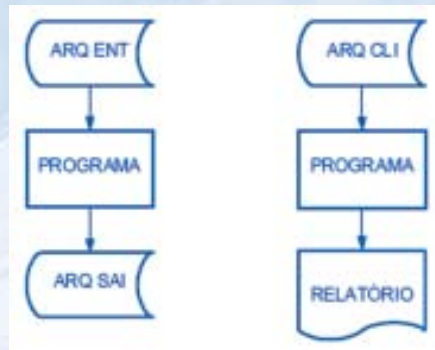 ARQ ENT
PROGRAMA
ARQ SAI
ARQ CLI
PROGRAMA
RELATÓRIO